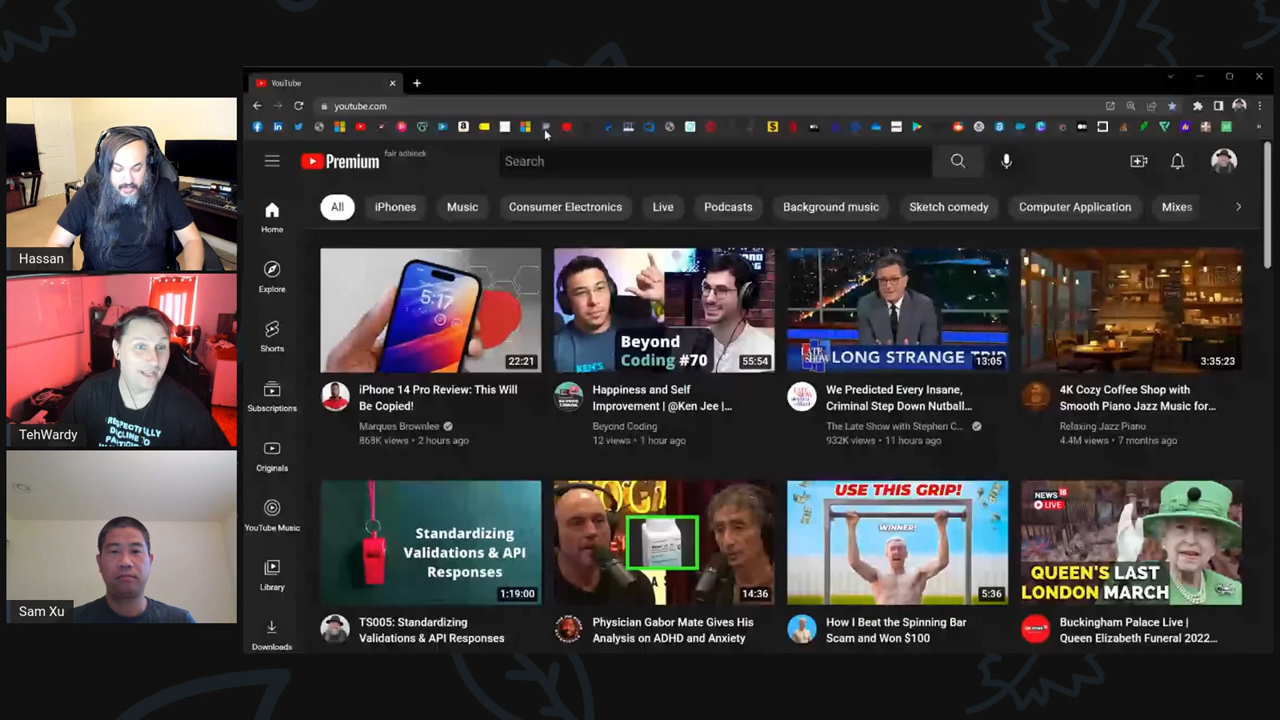 YouTube
youtube.com
Premium
fair adblock
Search
All
iPhones
Music
Consumer Electronics
Live
Podcasts
Background music
Sketch comedy
Computer Application
Mixes
Home
Explore
Shorts
Subscriptions
Originals
YouTube Music
Library
Downloads
5:17
22:21
iPhone 14 Pro Review: This Will
Be Copied!
Marques Brownlee
868K views • 2 hours ago
Beyond
Coding #70
55:54
Happiness and Self
Improvement | @Ken Jee |...
Beyond Coding
12 views • 1 hour ago
LATE SHOW
LONG STRANGE TRIP
13:05
We Predicted Every Insane,
Criminal Step Down Nutball...
The Late Show with Stephen C...
932K views • 11 hours ago
3:35:23
4K Cozy Coffee Shop with
Smooth Piano Jazz Music for...
Relaxing Jazz Piano
4.4M views • 7 months ago
Standardizing
Validations & API
Responses
1:19:00
TS005: Standardizing
Validations & API Responses
14:36
Physician Gabor Mate Gives His
Analysis on ADHD and Anxiety
USE THIS GRIP!
WINNER!
5:36
How I Beat the Spinning Bar
Scam and Won $100
NEWS 18
LIVE
QUEEN'S LAST
LONDON MARCH
Buckingham Palace Live |
Queen Elizabeth Funeral 2022...
Hassan
RESPECTFULLY
DECLINE TO
TehWardy
Sam Xu